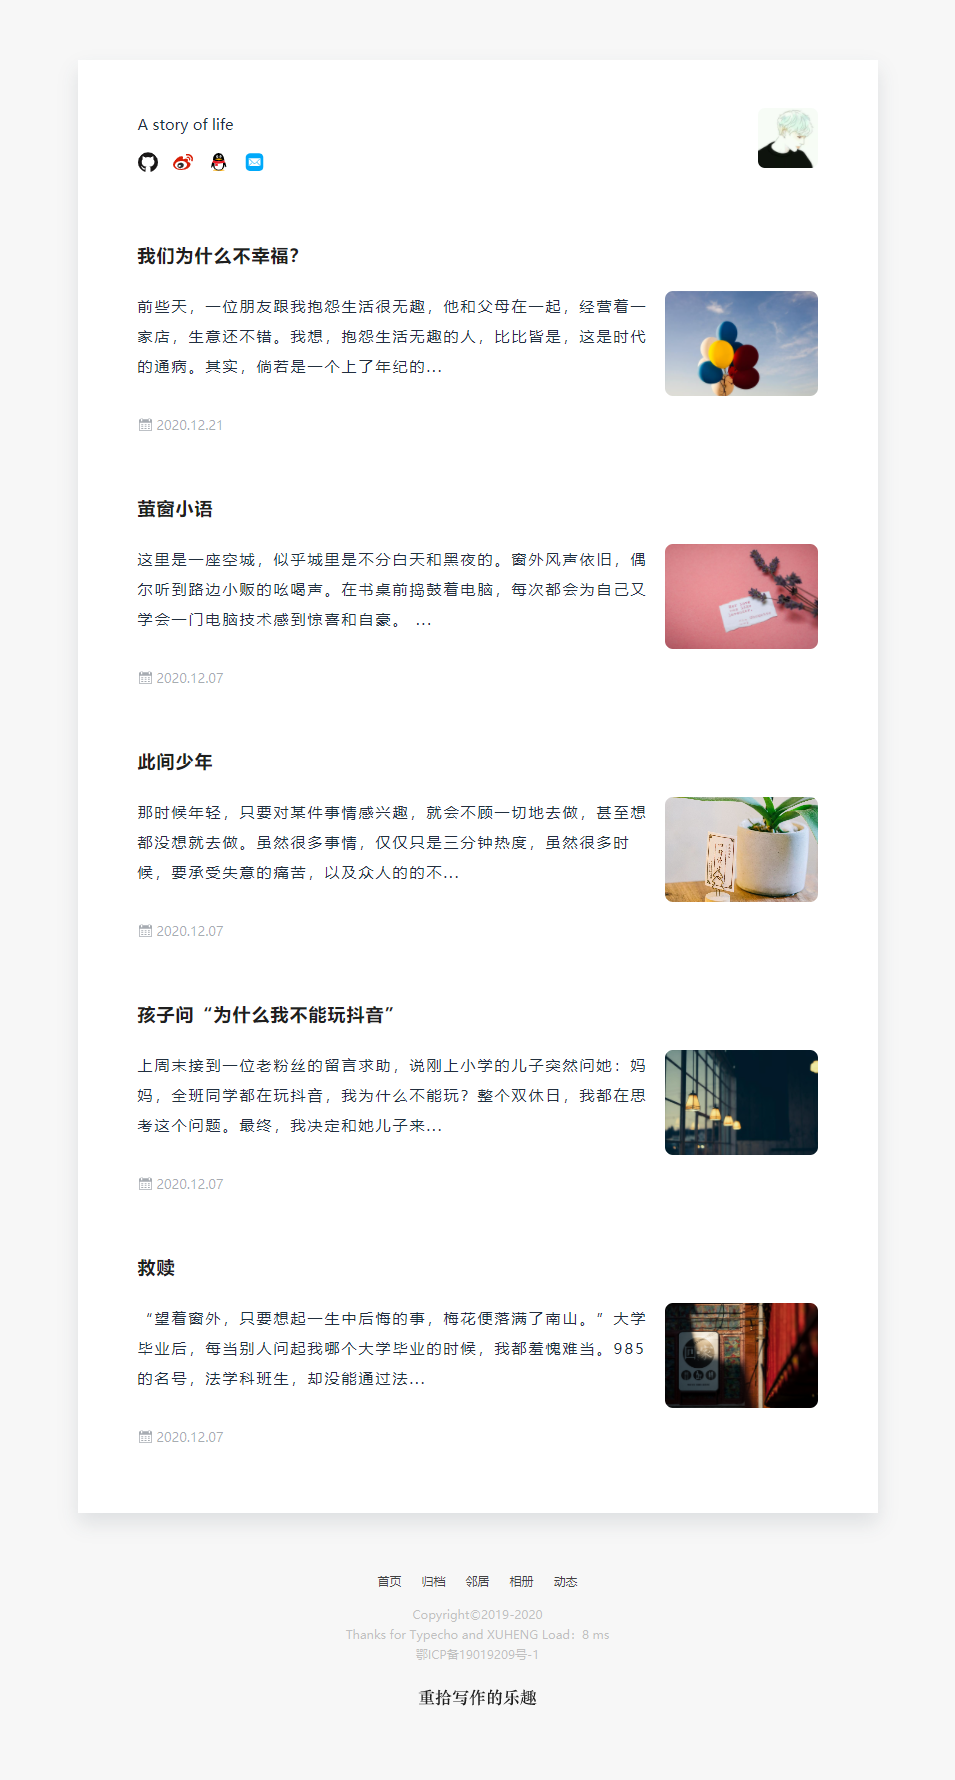 A story of life
我们为什么不幸福？
前些天，一位朋友跟我抱怨生活很无趣，他和父母在一起，经营着一
家店，生意还不错。我想，抱怨生活无趣的人，比比皆是，这是时代
的通病。其实，倘若是一个上了年纪的...
2020.12.21
萤窗小语
这里是一座空城，似乎城里是不分白天和黑夜的。窗外风声依旧，偶
尔听到路边小贩的吆喝声。在书桌前捣鼓着电脑，每次都会为自己又
学会一门电脑技术感到惊喜和自豪。 ...
2020.12.07
此间少年
那时候年轻，只要对某件事情感兴趣，就会不顾一切地去做，甚至想
都没想就去做。虽然很多事情，仅仅只是三分钟热度，虽然很多时
候，要承受失意的痛苦，以及众人的的不...
2020.12.07
孩子问“为什么我不能玩抖音”
上周末接到一位老粉丝的留言求助，说刚上小学的儿子突然问她：妈
妈，全班同学都在玩抖音，我为什么不能玩？整个双休日，我都在思
考这个问题。最终，我决定和她儿子来...
2020.12.07
救赎
“望着窗外，只要想起一生中后悔的事，梅花便落满了南山。”大学
毕业后，每当别人问起我哪个大学毕业的时候，我都羞愧难当。985
的名号，法学科班生，却没能通过法...
2020.12.07
首页 归档 邻居 相册 动态
Copyright©2019-2020
Thanks for Typecho and XUHENG Load：8 ms
鄂ICP备19019209号-1
重拾写作的乐趣